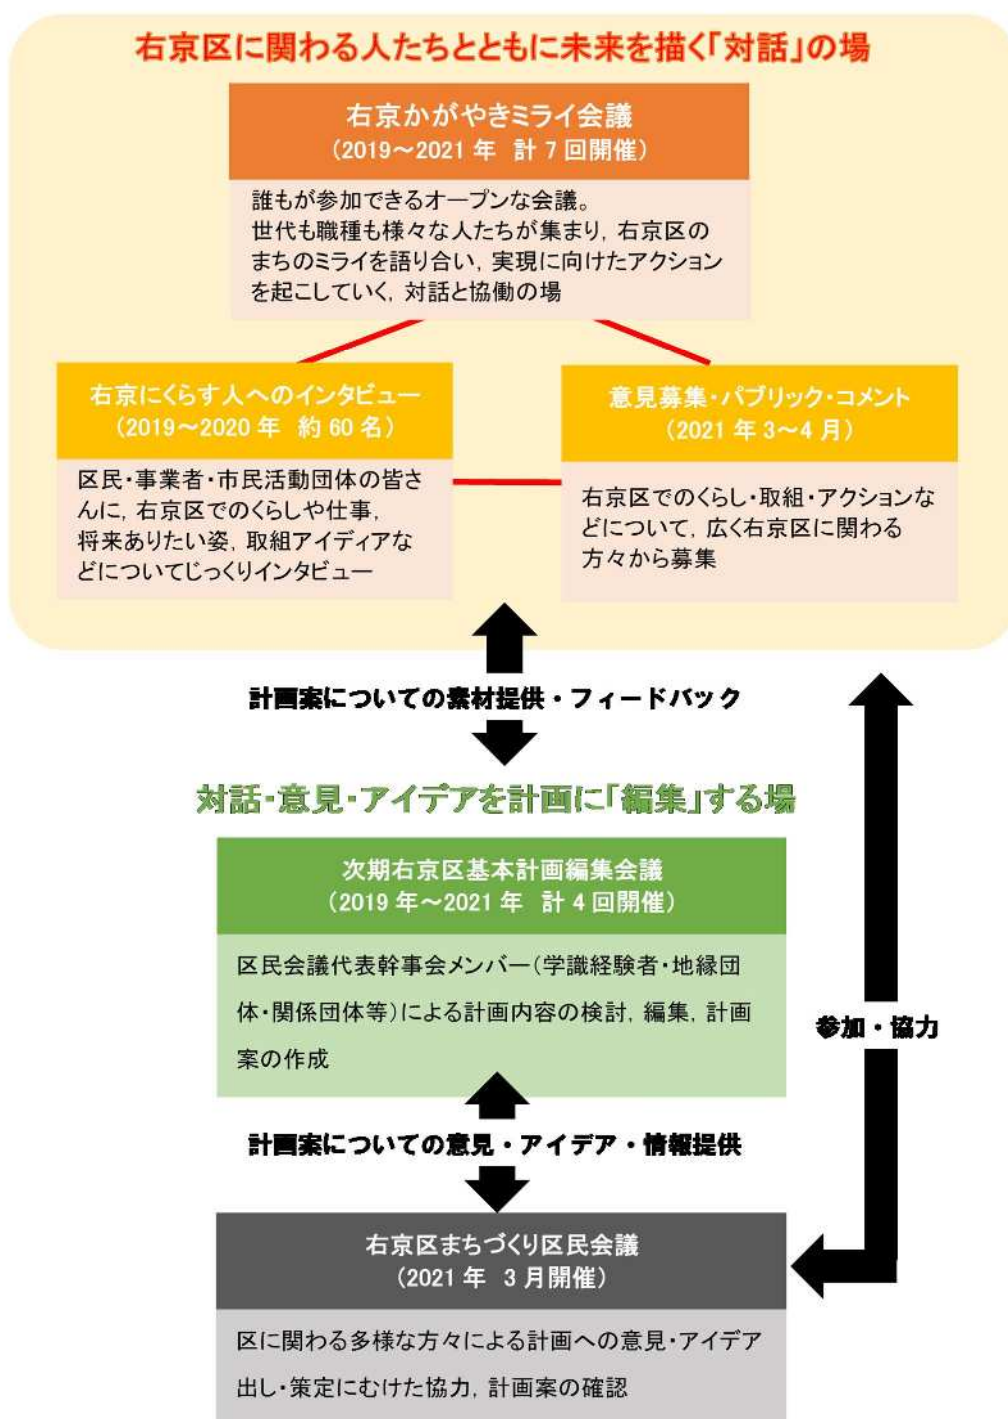 右京区に関わる人たちとともに未来を描く｢対話｣の場
右京かがやきミライ会議
（2019～2021 年 計 7 回開催）
誰もが参加できるオープンな会議。
世代も職種も様々な人たちが集まり，右京区の
まちのミライを語り合い，実現に向けたアクション
を起こしていく，対話と協働の場
右京にくらす人へのインタビュー
（2019～2020 年 約 60 名）
区民・事業者・市民活動団体の皆さ
んに，右京区でのくらしや仕事，
将来ありたい姿，取組アイディアな
どについてじっくりインタビュー
意見募集・パブリック・コメント
（2021 年 3～4 月）
右京区でのくらし・取組・アクションな
どについて，広く右京区に関わる
方々から募集
計画案についての素材提供・フィードバック
対話・意見・アイデアを計画に｢編集｣する場
次期右京区基本計画編集会議
（2019 年～2021 年 計 4 回開催）
区民会議代表幹事会メンバー（学識経験者・地縁団
体・関係団体等）による計画内容の検討，編集，計画
案の作成
参加・協力
計画案についての意見・アイデア・情報提供
右京区まちづくり区民会議
（2021 年 3 月開催）
区に関わる多様な方々による計画への意見・アイデア
出し・策定にむけた協力，計画案の確認